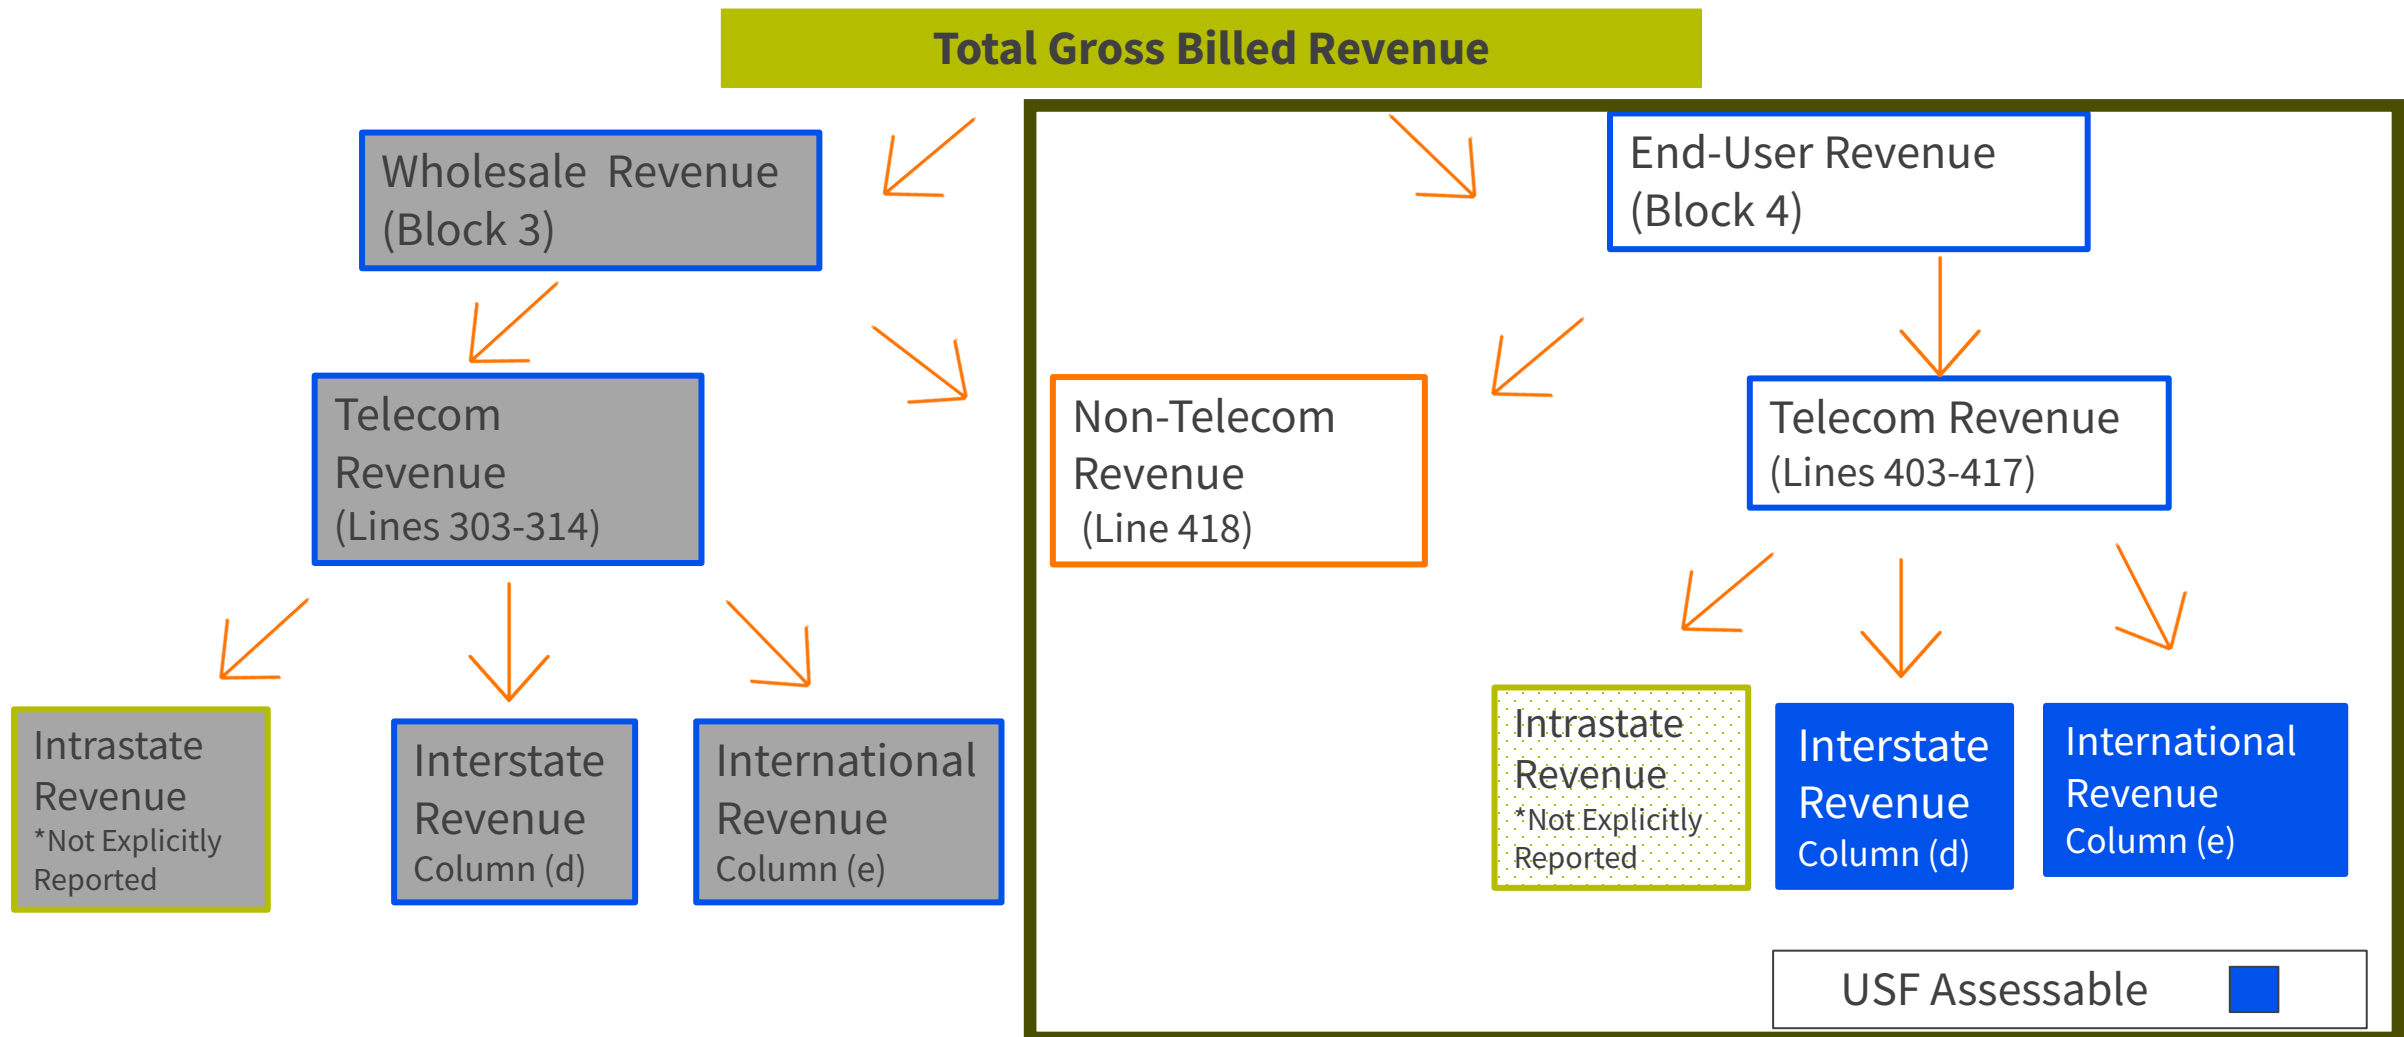 Total Gross Billed Revenue
Wholesale Revenue
(Block 3)
End-User Revenue
(Block 4)
Telecom
Revenue
(Lines 303-314)
Non-Telecom
Revenue
(Line 418)
Telecom Revenue
(Lines 403-417)
Intrastate
Revenue
*Not Explicitly
Reported
Interstate
Revenue
Column (d)
International
Revenue
Column (e)
Intrastate
Revenue
*Not Explicitly
Reported
Interstate
Revenue
Column (d)
International
Revenue
Column (e)
USF Assessable